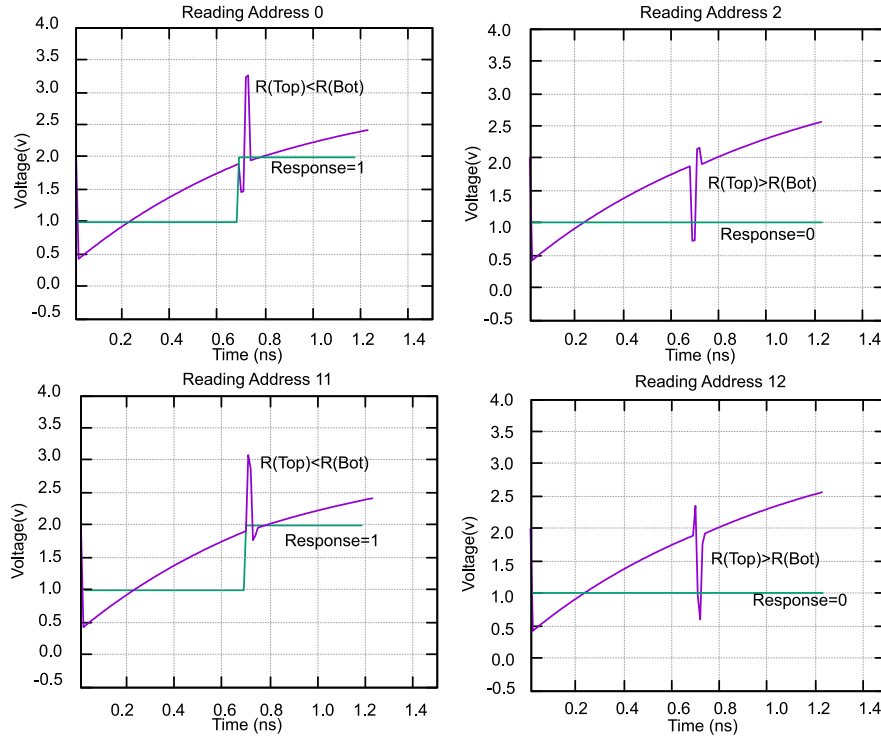 Reading Address 0
4.0
3.5
3.0
2.5
2.0
1.5
1.0
0.5
0.0
-0.5
Voltage(v)
R(Top)<R(Bot)
Response=1
0.2 0.4 0.6 0.8 1.0 1.2 1.4
Time (ns)
Reading Address 2
4.0
3.5
3.0
2.5
2.0
1.5
1.0
0.5
0.0
-0.5
Voltage(v)
R(Top)>R(Bot)
Response=0
0.2 0.4 0.6 0.8 1.0 1.2 1.4
Time (ns)
Reading Address 11
4.0
3.5
3.0
2.5
2.0
1.5
1.0
0.5
0.0
-0.5
Voltage(v)
R(Top)<R(Bot)
Response=1
0.2 0.4 0.6 0.8 1.0 1.2 1.4
Time (ns)
Reading Address 12
4.0
3.5
3.0
2.5
2.0
1.5
1.0
0.5
0.0
-0.5
Voltage(v)
R(Top)>R(Bot)
Response=0
0.2 0.4 0.6 0.8 1.0 1.2 1.4
Time (ns)